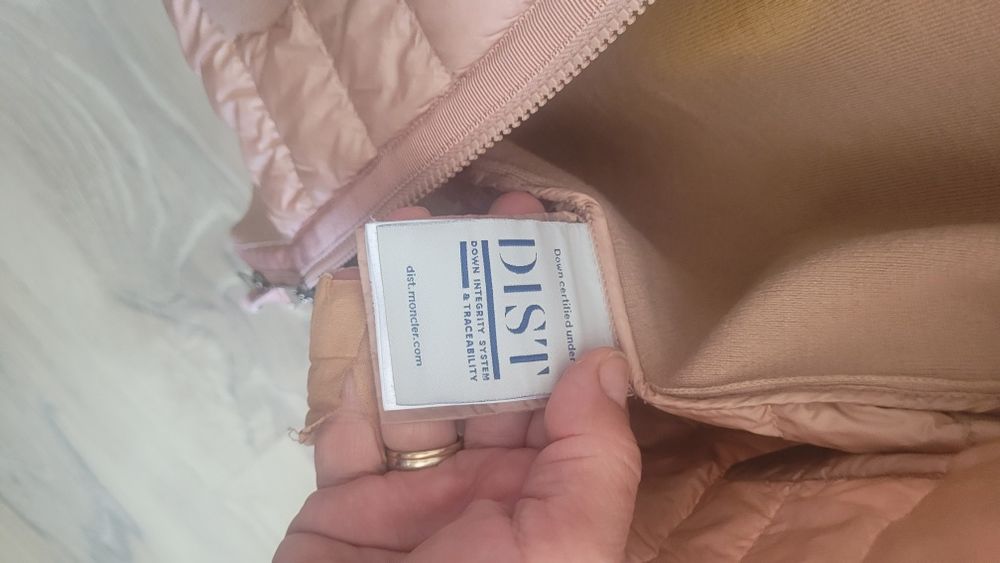 Down certified under
DIST
DOWN INTEGRITY SYSTEM
& TRACEABILITY
dist.moncler.com